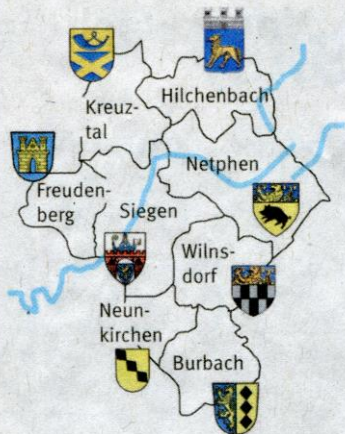 Kreuz-
tal
Hilchenbach
Netphen
Freuden-
berg
Siegen
Wilns-
dorf
Neun-
kirchen
Burbach